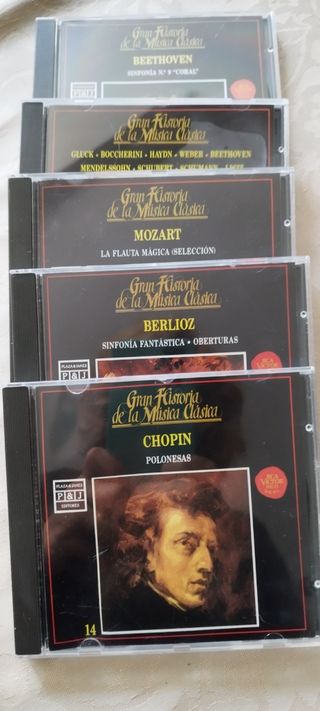 Gran Historia
de la Música Clásica
BEETHOVEN
SINFONÍA N.º 9 "CORAL"
P&J
Gran Historia
de la Música Clásica
GLUCK • BOCCHERINI • HAYDN • WEBER • BEETHOVEN
MENDELSSOHN • SCHUBERT • SCHUMANN • LISZT
Gran Historia
de la Música Clásica
MOZART
LA FLAUTA MÁGICA (SELECCIÓN)
Gran Historia
de la Música Clásica
BERLIOZ
SINFONÍA FANTÁSTICA • OBERTURAS
PLAZA & JANES
P&J
RCA
VICTOR
Gran Historia
de la Música Clásica
CHOPIN
POLONESAS
PLAZA & JANES
P&J
EDITORES
RCA
VICTOR
14